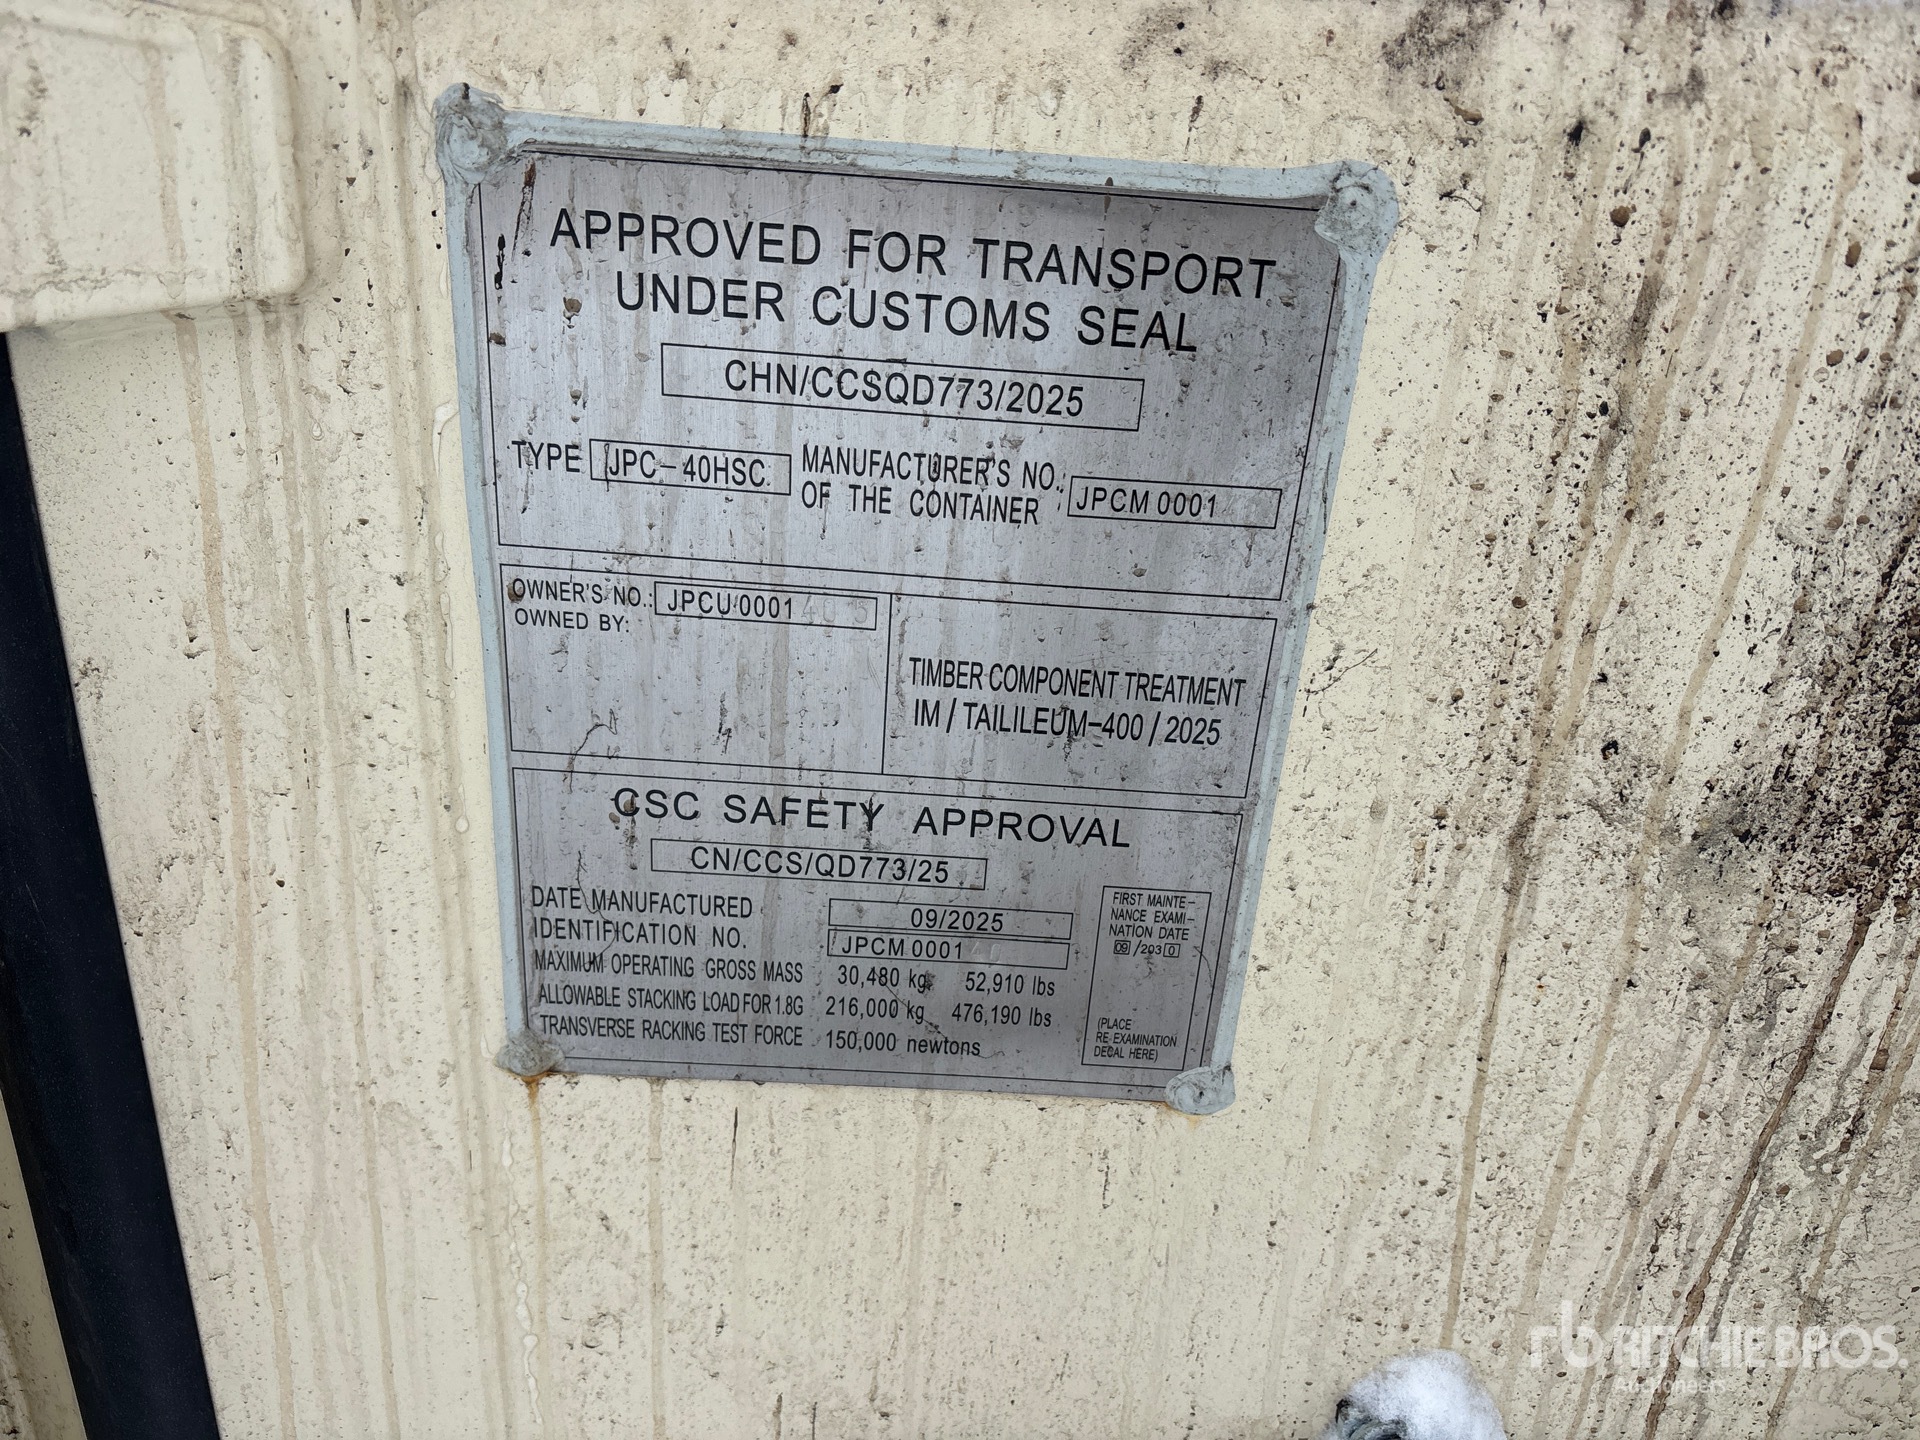 APPROVED FOR TRANSPORT
UNDER CUSTOMS SEAL
CHN/CCSQD773/2025
TYPE JPC-40HSC
MANUFACTURER'S NO.
OF THE CONTAINER
JPCM 0001
OWNER'S NO.: JPCU 0001
OWNED BY:
TIMBER COMPONENT TREATMENT
IM / TAILILEUM-400 / 2025
CSC SAFETY APPROVAL
CN/CCS/QD773/25
DATE MANUFACTURED 09/2025
IDENTIFICATION NO. JPCM 0001
MAXIMUM OPERATING GROSS MASS 30,480 kg 52,910 lbs
ALLOWABLE STACKING LOAD FOR 1.8G 216,000 kg 476,190 lbs
TRANSVERSE RACKING TEST FORCE 150,000 newtons
FIRST MAINTE-
NANCE EXAMI-
NATION DATE
09/2030
(PLACE
RE-EXAMINATION
DECAL HERE)
rb RITCHIE BROS.
Auctioneers